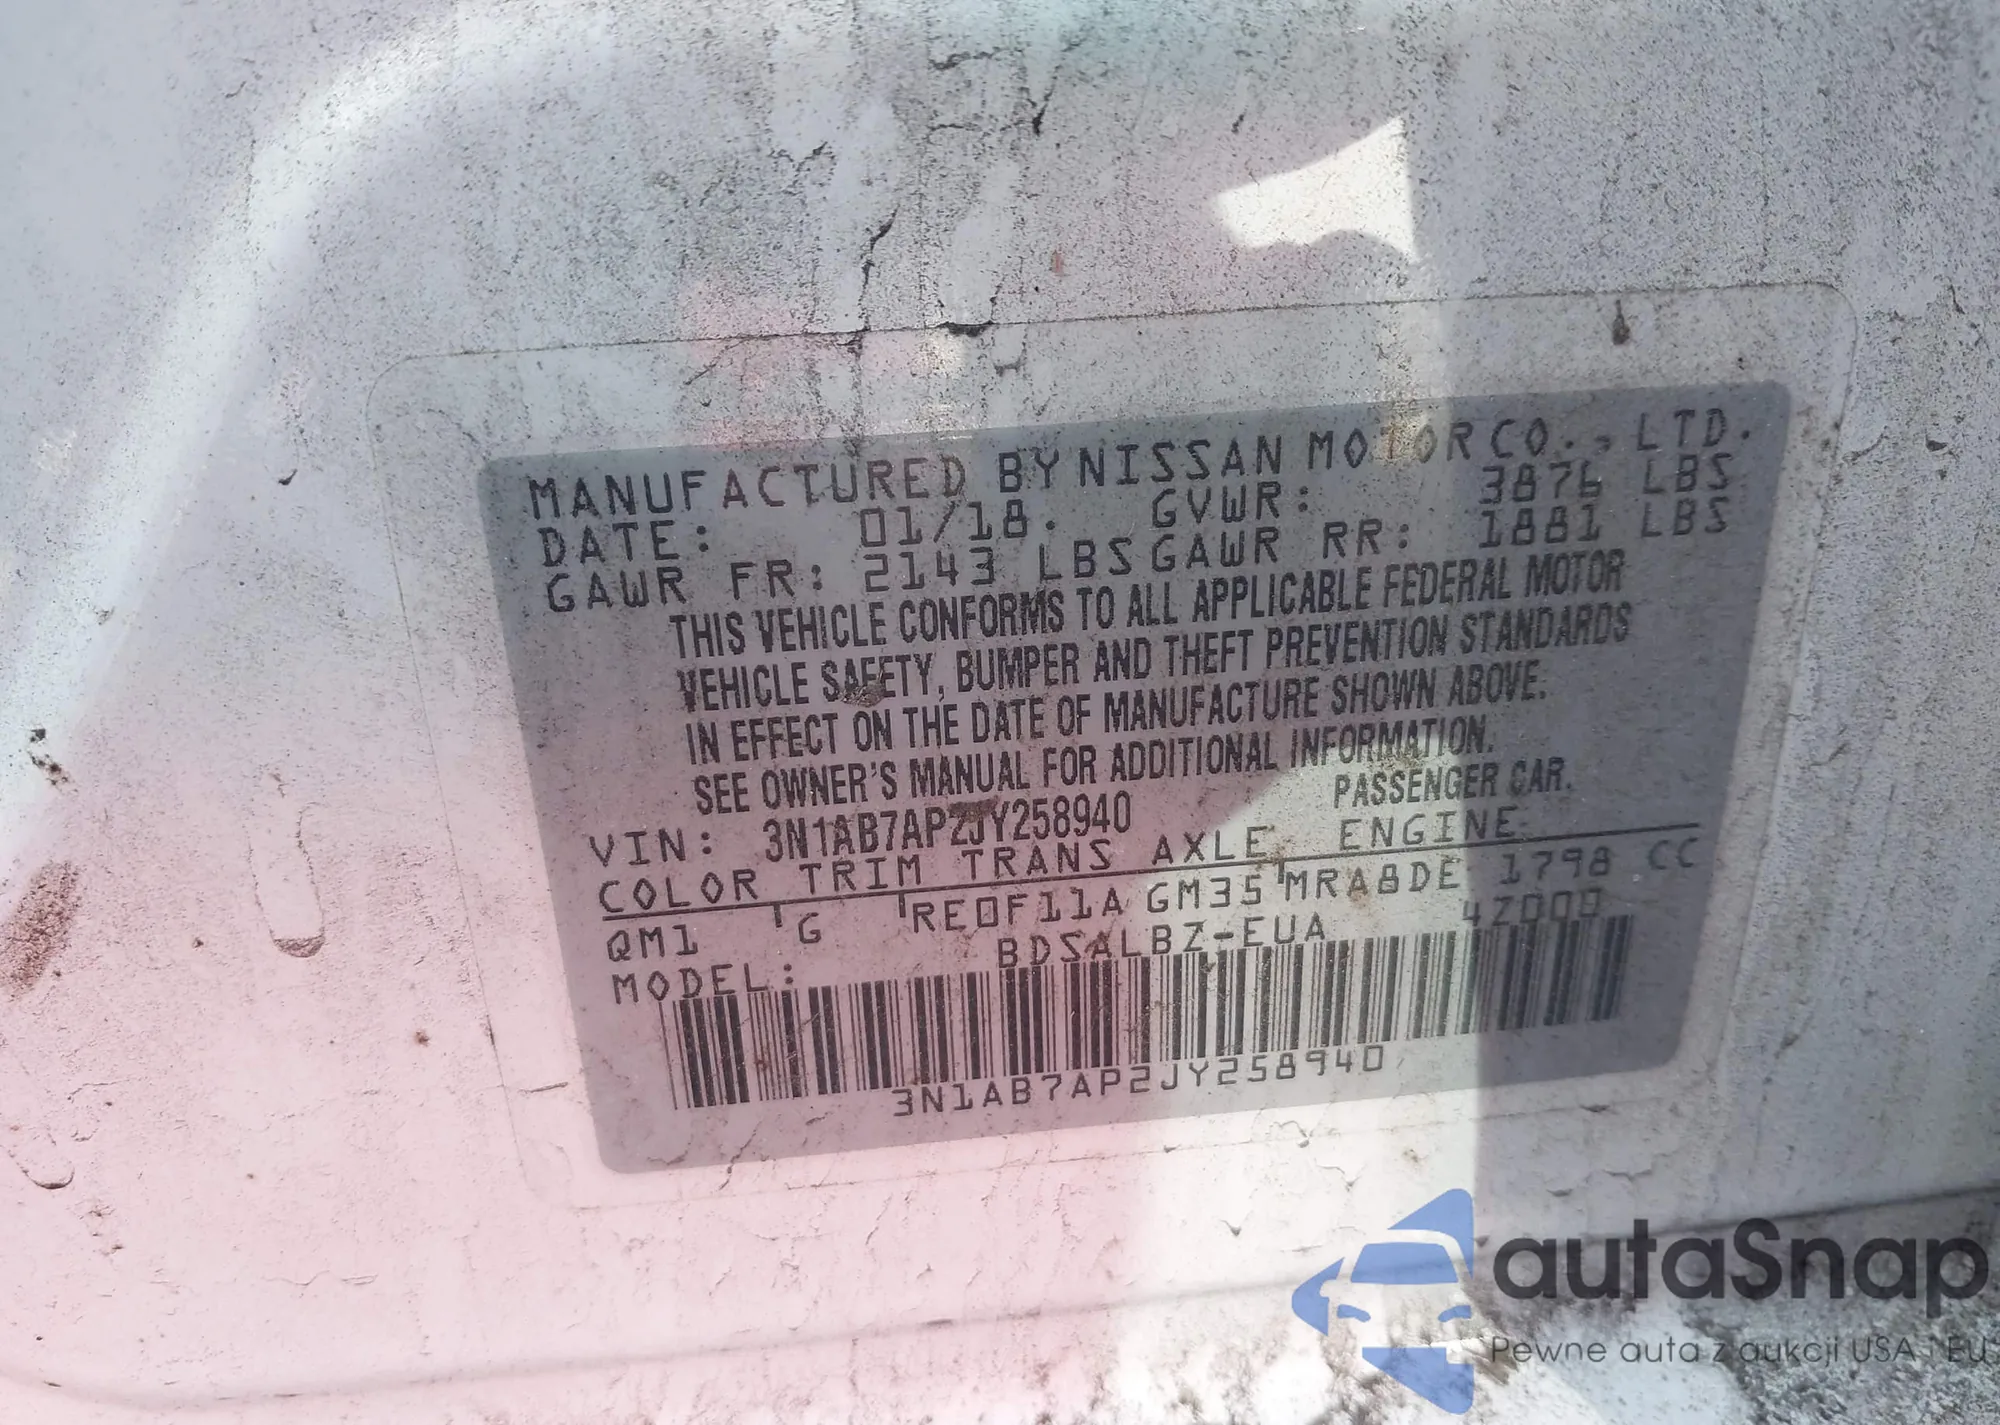 MANUFACTURED BY NISSAN MOTOR CO., LTD.
DATE: 01/18. GVWR: 3876 LBS
GAWR FR: 2143 LBS GAWR RR: 1881 LBS
THIS VEHICLE CONFORMS TO ALL APPLICABLE FEDERAL MOTOR
VEHICLE SAFETY, BUMPER AND THEFT PREVENTION STANDARDS
IN EFFECT ON THE DATE OF MANUFACTURE SHOWN ABOVE.
SEE OWNER'S MANUAL FOR ADDITIONAL INFORMATION.
VIN: 3N1AB7AP2JY258940 PASSENGER CAR.
COLOR TRIM TRANS AXLE ENGINE
QM1 G RE0F11A GM35 MRA8DE 1798 CC
MODEL: BDSALBZ-EUA 4Z000
3N1AB7AP2JY258940
autaSnap
Pewne auta z aukcji USA i EU